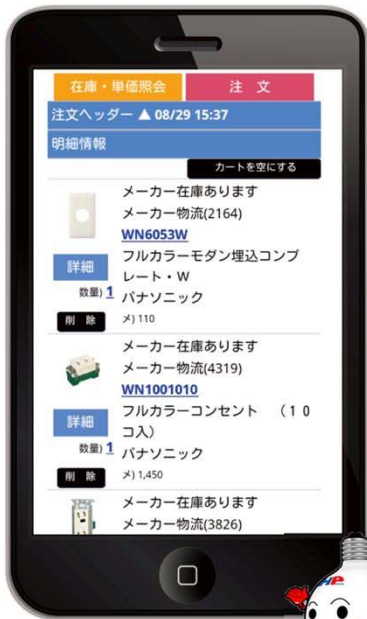 在庫・単価照会
注 文
注文ヘッダー ▲ 08/29 15:37
明細情報
カートを空にする
メーカー在庫あります
メーカー物流(2164)
WN6053W
詳細
フルカラーモダン埋込コンプ
レート・W
数量) 1
パナソニック
削 除
メ) 110
メーカー在庫あります
メーカー物流(4319)
WN1001010
詳細
フルカラーコンセント (10
コ入)
数量) 1
パナソニック
削 除
メ) 1,450
メーカー在庫あります
メーカー物流(3826)